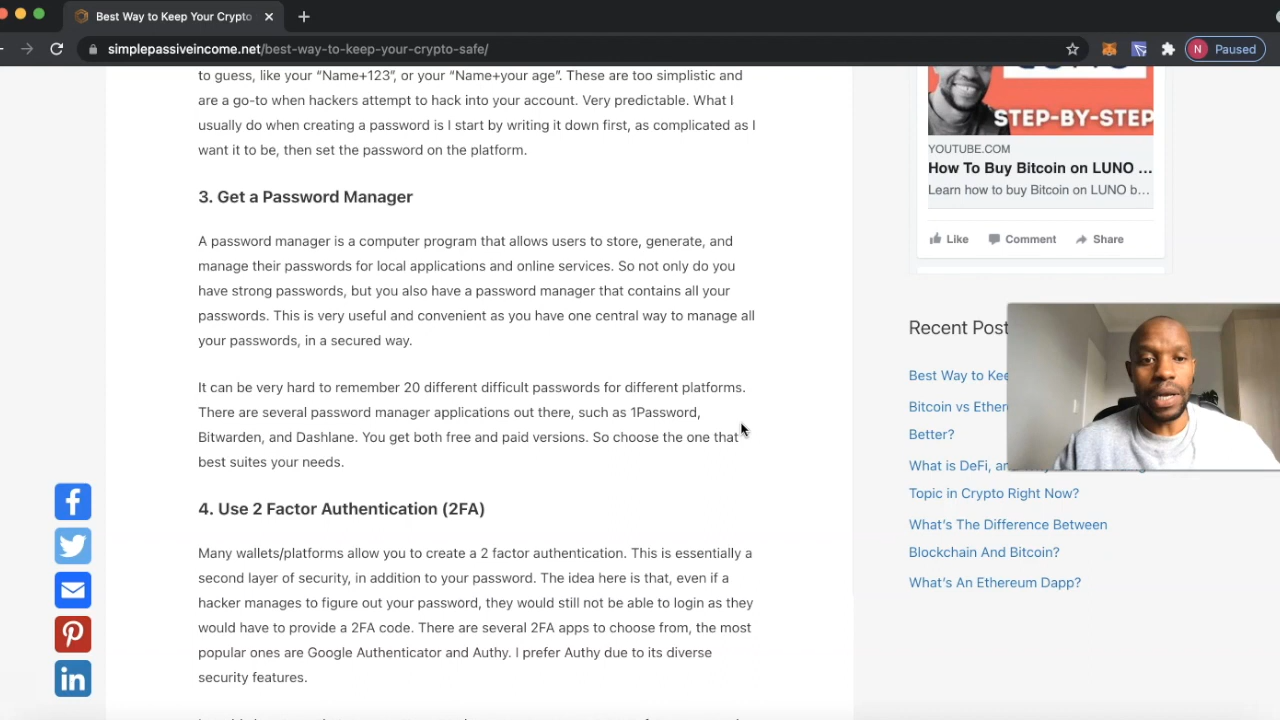 Best Way to Keep Your Crypto
simplepassiveincome.net/best-way-to-keep-your-crypto-safe/
N Paused
to guess, like your “Name+123”, or your “Name+your age”. These are too simplistic and
are a go-to when hackers attempt to hack into your account. Very predictable. What I
usually do when creating a password is I start by writing it down first, as complicated as I
want it to be, then set the password on the platform.
3. Get a Password Manager
A password manager is a computer program that allows users to store, generate, and
manage their passwords for local applications and online services. So not only do you
have strong passwords, but you also have a password manager that contains all your
passwords. This is very useful and convenient as you have one central way to manage all
your passwords, in a secured way.
It can be very hard to remember 20 different difficult passwords for different platforms.
There are several password manager applications out there, such as 1Password,
Bitwarden, and Dashlane. You get both free and paid versions. So choose the one that
best suites your needs.
4. Use 2 Factor Authentication (2FA)
Many wallets/platforms allow you to create a 2 factor authentication. This is essentially a
second layer of security, in addition to your password. The idea here is that, even if a
hacker manages to figure out your password, they would still not be able to login as they
would have to provide a 2FA code. There are several 2FA apps to choose from, the most
popular ones are Google Authenticator and Authy. I prefer Authy due to its diverse
security features.
STEP-BY-STEP
YOUTUBE.COM
How To Buy Bitcoin on LUNO ...
Learn how to buy Bitcoin on LUNO b...
Like Comment Share
Recent Post
Best Way to Kee
Bitcoin vs Ether
Better?
What is DeFi, an
Topic in Crypto Right Now?
What's The Difference Between
Blockchain And Bitcoin?
What's An Ethereum Dapp?